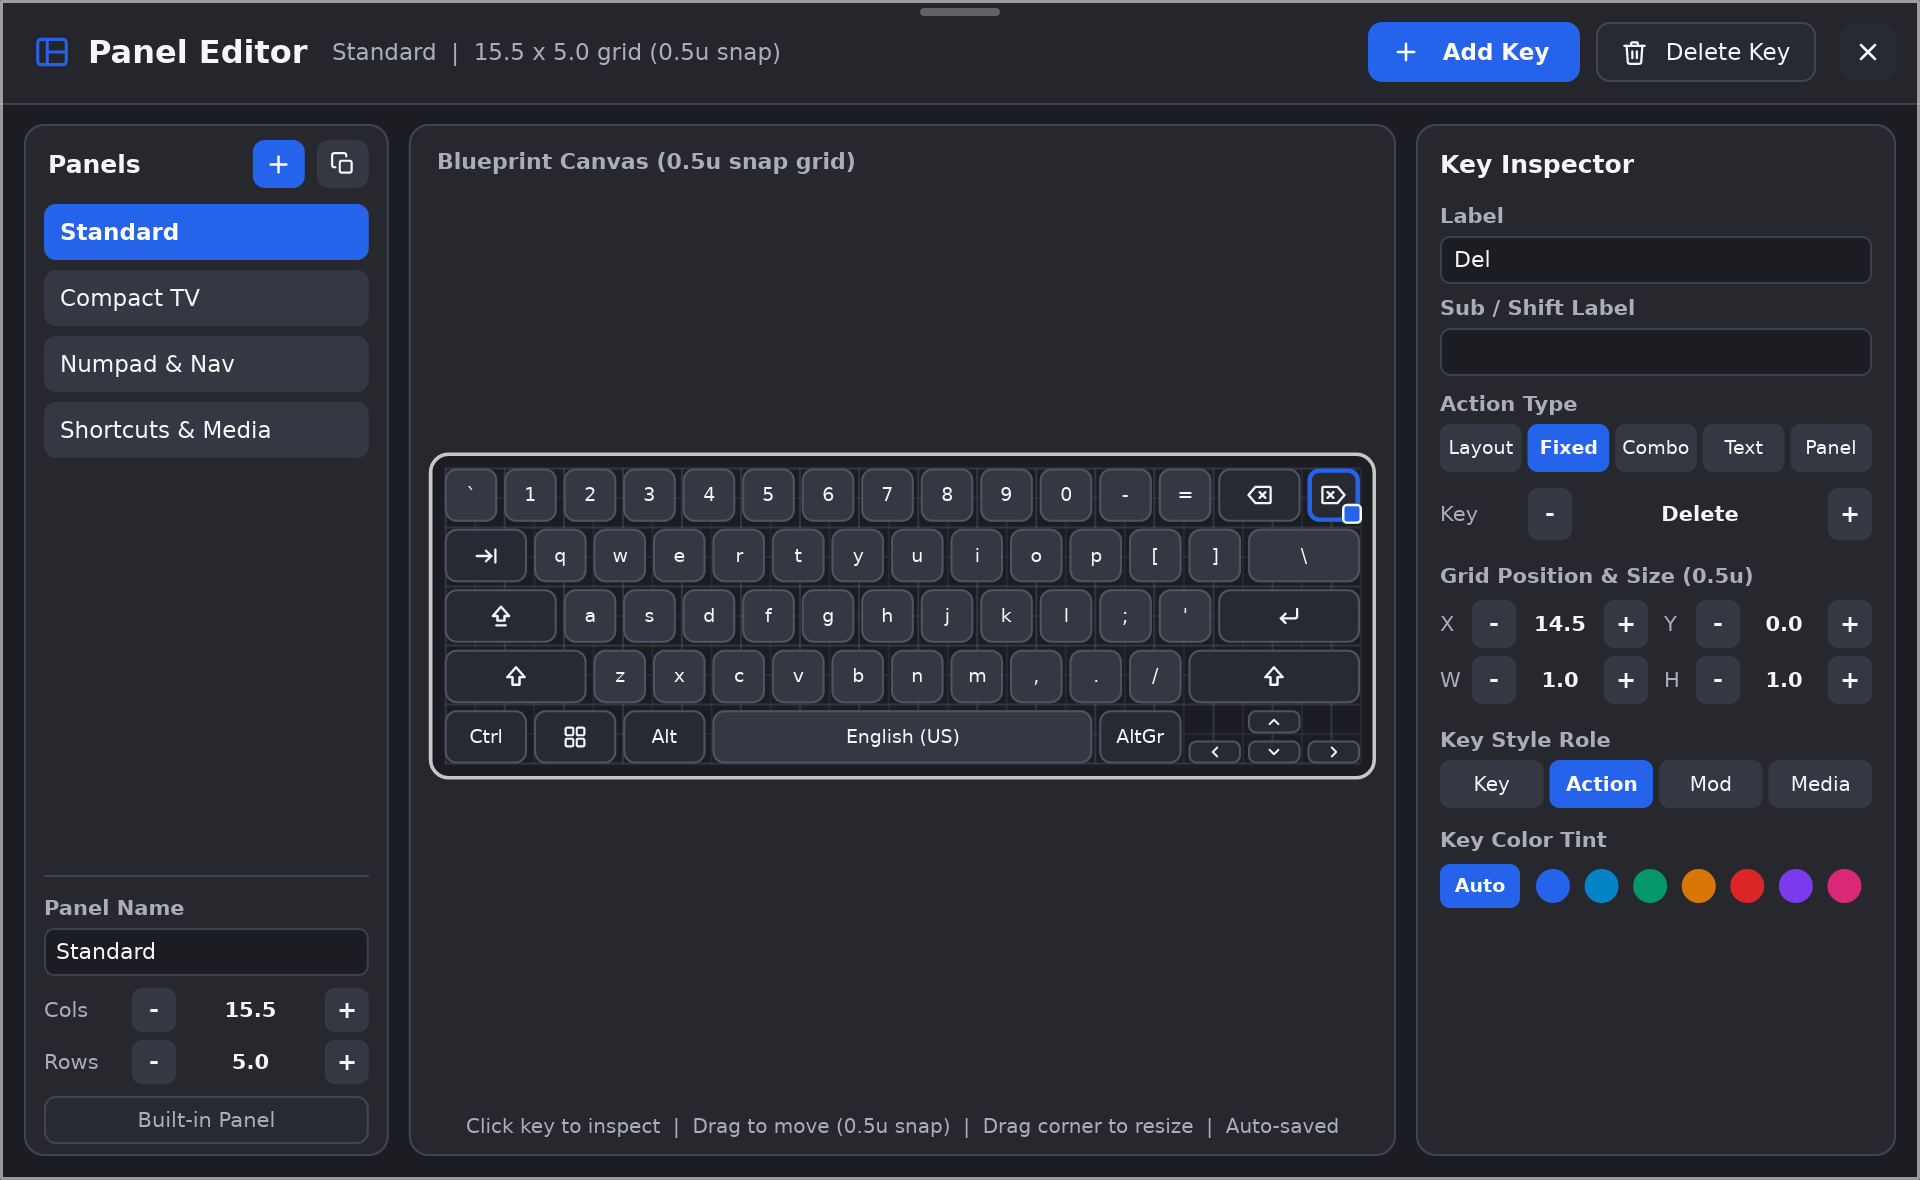 Panel Editor
Standard | 15.5 x 5.0 grid (0.5u snap)
+ Add Key
Delete Key
Panels
Standard
Compact TV
Numpad & Nav
Shortcuts & Media
Panel Name
Standard
Cols - 15.5 +
Rows - 5.0 +
Built-in Panel
Blueprint Canvas (0.5u snap grid)
` 1 2 3 4 5 6 7 8 9 0 - =
q w e r t y u i o p [ ] \
a s d f g h j k l ; '
z x c v b n m , . /
Ctrl Alt English (US) AltGr
Click key to inspect | Drag to move (0.5u snap) | Drag corner to resize | Auto-saved
Key Inspector
Label
Del
Sub / Shift Label
Action Type
Layout Fixed Combo Text Panel
Key - Delete +
Grid Position & Size (0.5u)
X - 14.5 + Y - 0.0 +
W - 1.0 + H - 1.0 +
Key Style Role
Key Action Mod Media
Key Color Tint
Auto